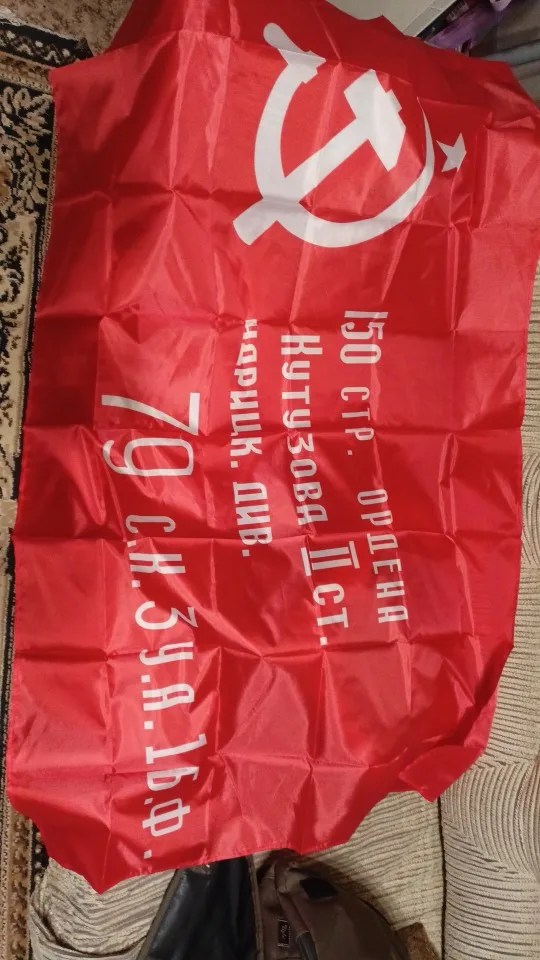 150 СТР. ОРДЕНА
КУТУЗОВА II СТ.
ИДРИЦК. ДИВ.
79 С.К. 3 У.А. 1 Б.Ф.